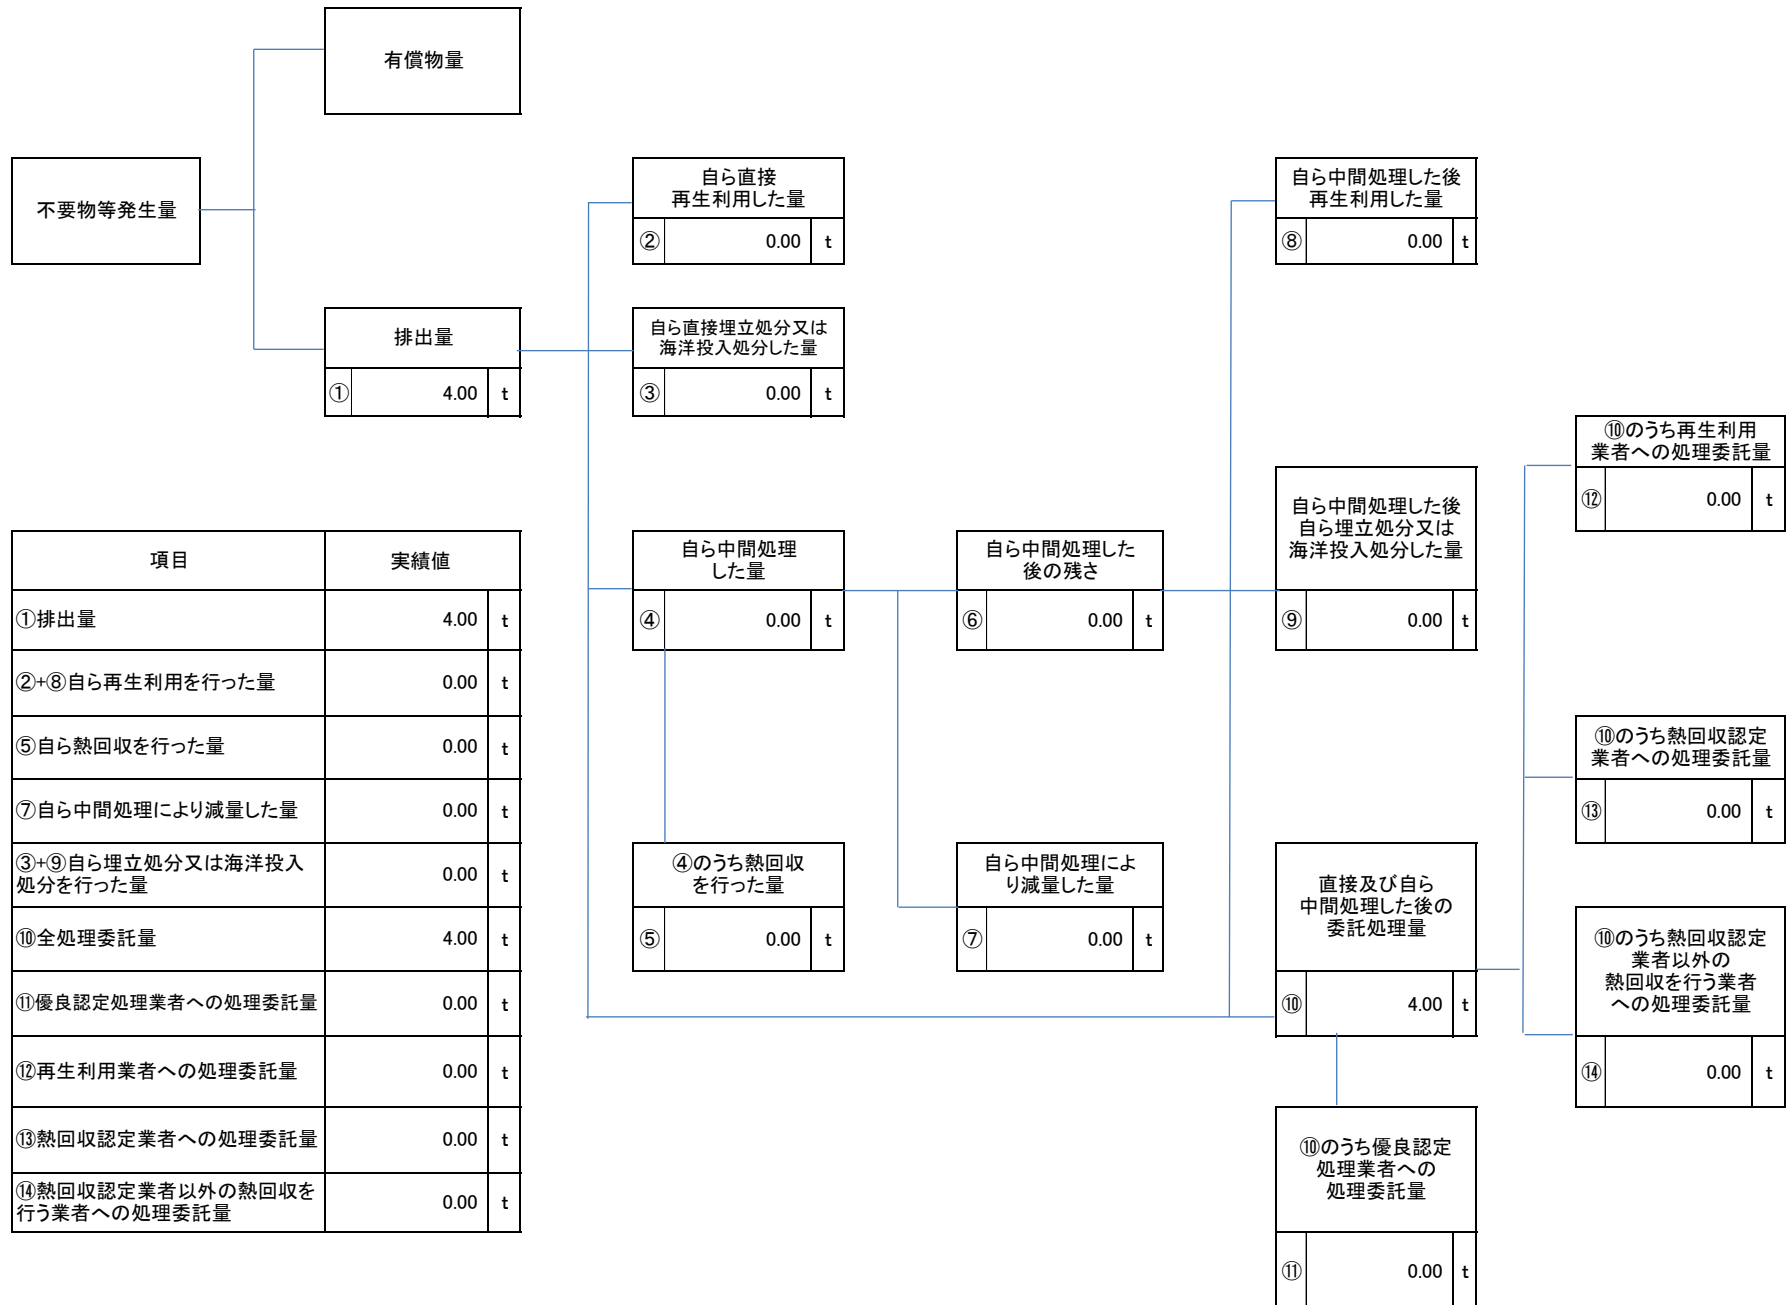 有償物量
不要物等発生量
自ら直接
再生利用した量
② 0.00 t
自ら中間処理した後
再生利用した量
⑧ 0.00 t
排出量
① 4.00 t
自ら直接埋立処分又は
海洋投入処分した量
③ 0.00 t
⑩のうち再生利用
業者への処理委託量
⑫ 0.00 t
自ら中間処理
した量
④ 0.00 t
自ら中間処理した
後の残さ
⑥ 0.00 t
自ら中間処理した後
自ら埋立処分又は
海洋投入処分した量
⑨ 0.00 t
⑩のうち熱回収認定
業者への処理委託量
⑬ 0.00 t
④のうち熱回収
を行った量
⑤ 0.00 t
自ら中間処理によ
り減量した量
⑦ 0.00 t
直接及び自ら
中間処理した後の
委託処理量
⑩ 4.00 t
⑩のうち熱回収認定
業者以外の
熱回収を行う業者
への処理委託量
⑭ 0.00 t
⑩のうち優良認定
処理業者への
処理委託量
⑪ 0.00 t
項目 実績値
①排出量 4.00 t
②+⑧自ら再生利用を行った量 0.00 t
⑤自ら熱回収を行った量 0.00 t
⑦自ら中間処理により減量した量 0.00 t
③+⑨自ら埋立処分又は海洋投入
処分を行った量 0.00 t
⑩全処理委託量 4.00 t
⑪優良認定処理業者への処理委託量 0.00 t
⑫再生利用業者への処理委託量 0.00 t
⑬熱回収認定業者への処理委託量 0.00 t
⑭熱回収認定業者以外の熱回収を
行う業者への処理委託量 0.00 t